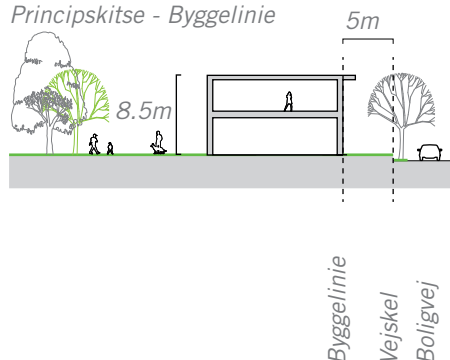 Principskitse - Byggelinie
5m
8.5m
Byggelinie
Vejskel
Boligvej